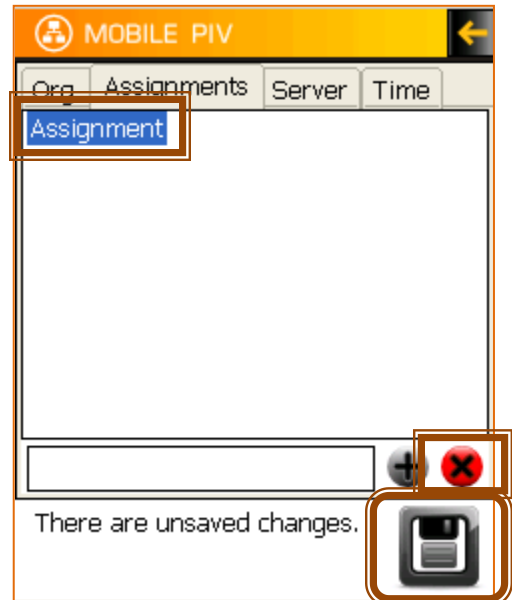 MOBILE PIV
Org Assignments Server Time
Assignment
There are unsaved changes.